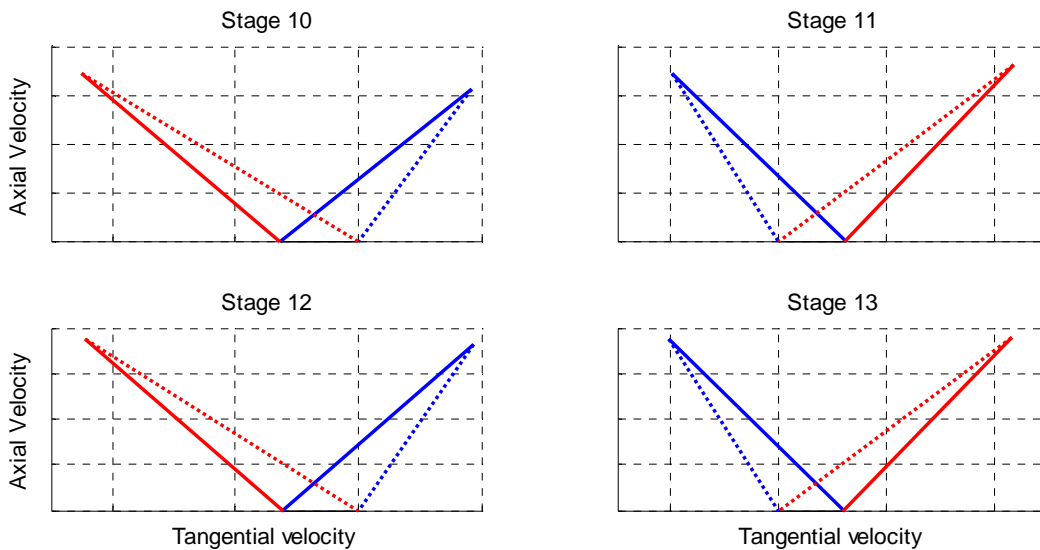 Stage 10
Stage 11
Axial Velocity
Stage 12
Stage 13
Axial Velocity
Tangential velocity
Tangential velocity